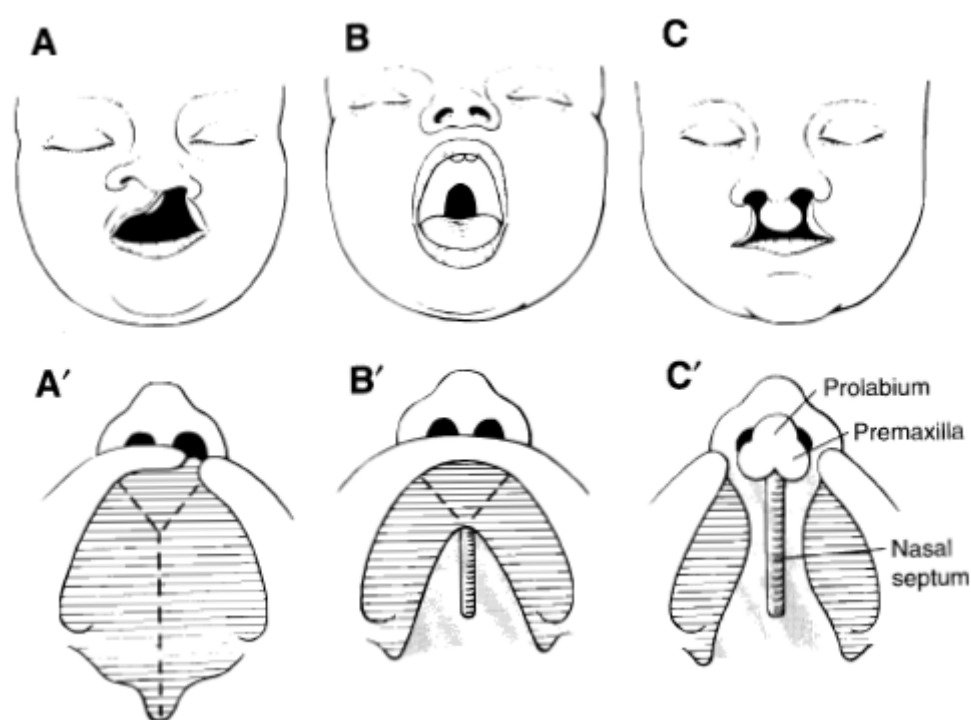 A
B
C
A′
B′
C′
Prolabium
Premaxilla
Nasal
septum